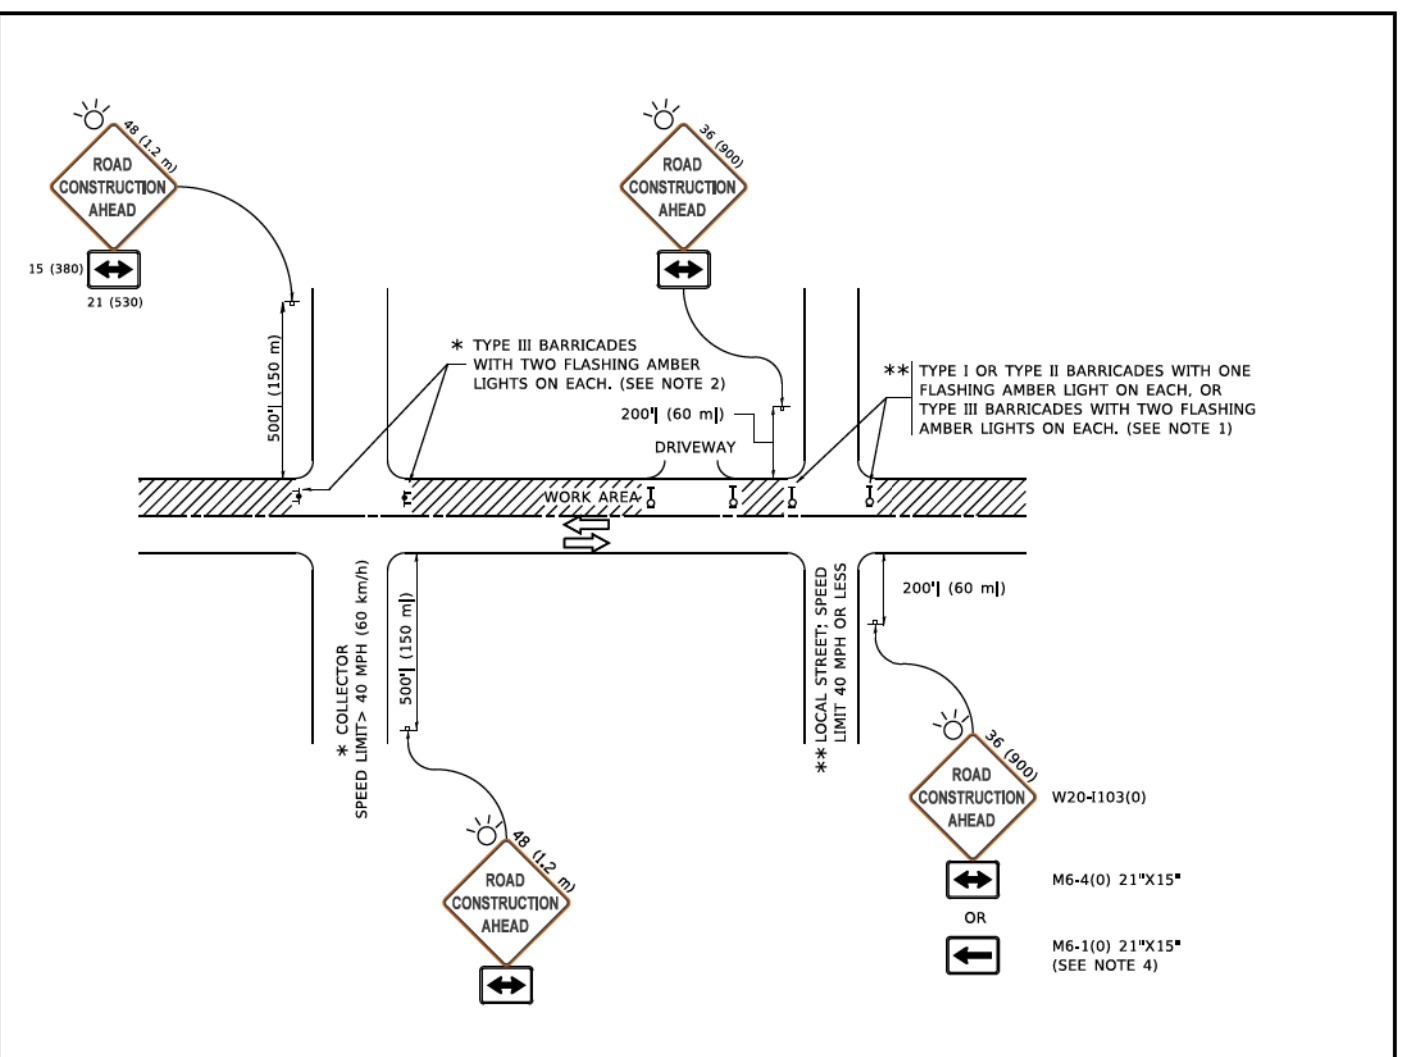 48 (1.2 m)
ROAD
CONSTRUCTION
AHEAD
15 (380)
21 (530)
36 (900)
ROAD
CONSTRUCTION
AHEAD
500'| (150 m)
* TYPE III BARRICADES
WITH TWO FLASHING AMBER
LIGHTS ON EACH. (SEE NOTE 2)
200'| (60 m|)
DRIVEWAY
** TYPE I OR TYPE II BARRICADES WITH ONE
FLASHING AMBER LIGHT ON EACH, OR
TYPE III BARRICADES WITH TWO FLASHING
AMBER LIGHTS ON EACH. (SEE NOTE 1)
WORK AREA
* COLLECTOR
SPEED LIMIT> 40 MPH (60 km/h)
500'| (150 m|)
** LOCAL STREET; SPEED
LIMIT 40 MPH OR LESS
200'| (60 m|)
48 (1.2 m)
ROAD
CONSTRUCTION
AHEAD
36 (900)
ROAD
CONSTRUCTION
AHEAD
W20-I103(0)
M6-4(0) 21"X15"
OR
M6-1(0) 21"X15"
(SEE NOTE 4)